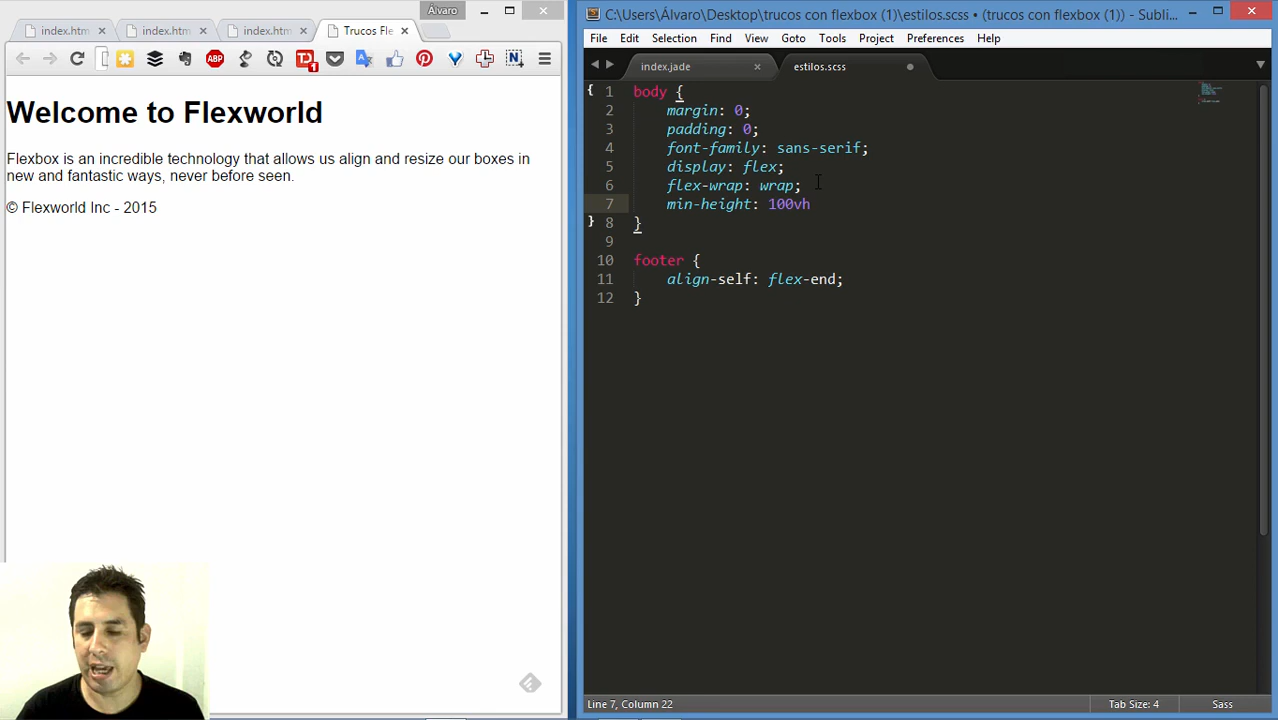 Álvaro
index.htm
index.htm
index.htm
Trucos Fle
ABP
1
N
Welcome to Flexworld
Flexbox is an incredible technology that allows us align and resize our boxes in
new and fantastic ways, never before seen.
© Flexworld Inc - 2015
C:\Users\Álvaro\Desktop\trucos con flexbox (1)\estilos.scss • (trucos con flexbox (1)) - Subli...
File Edit Selection Find View Goto Tools Project Preferences Help
index.jade
estilos.scss
1 body {
2 margin: 0;
3 padding: 0;
4 font-family: sans-serif;
5 display: flex;
6 flex-wrap: wrap;
7 min-height: 100vh
8 }
9
10 footer {
11 align-self: flex-end;
12 }
Line 7, Column 22
Tab Size: 4
Sass